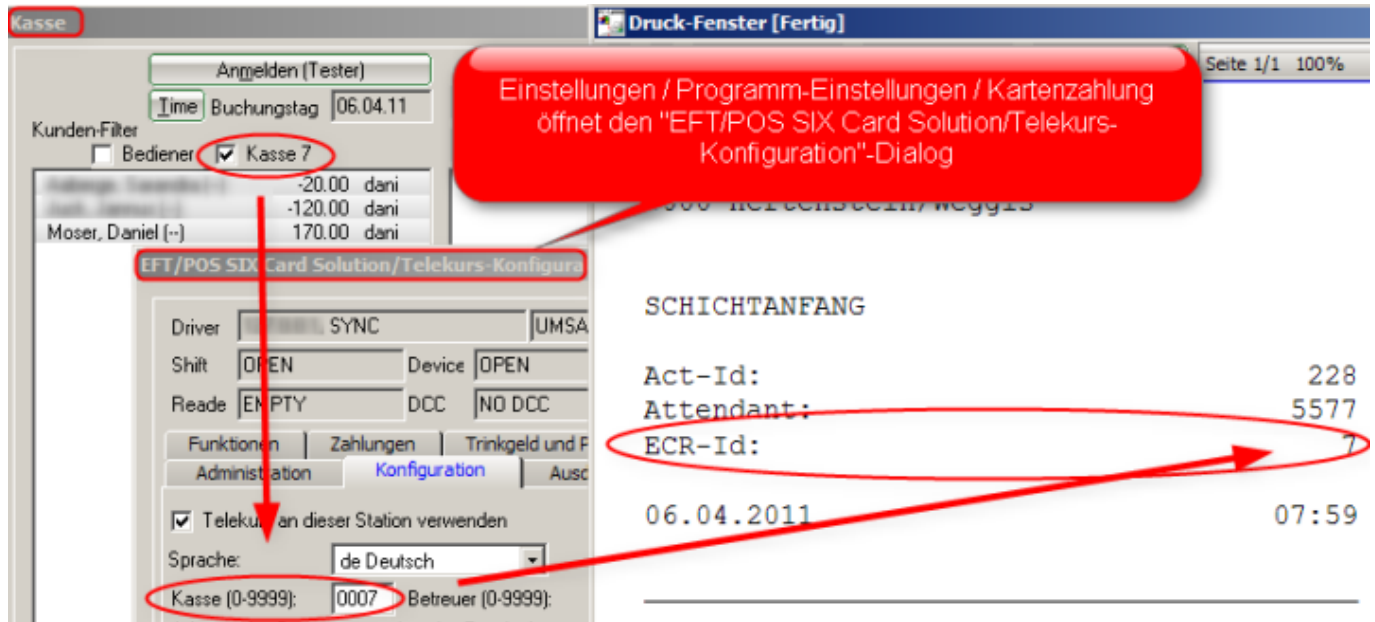 Kasse
Anmelden (Tester)
Time Buchungstag 06.04.11
Kunden-Filter
Bediener Kasse 7
-20.00 dani
-120.00 dani
Moser, Daniel (--) 170.00 dani
EFT/POS SIX Card Solution/Telekurs-Konfigura
Driver SYNC UMSA
Shift OPEN Device OPEN
Reade EMPTY DCC NO DCC
Funktionen Zahlungen Trinkgeld und P
Administration Konfiguration Ausd
Telekurs an dieser Station verwenden
Sprache: de Deutsch
Kasse (0-9999): 0007 Betreuer (0-9999):
Druck-Fenster [Fertig]
Seite 1/1 100%
Einstellungen / Programm-Einstellungen / Kartenzahlung
öffnet den "EFT/POS SIX Card Solution/Telekurs-
Konfiguration"-Dialog
Hertenstein/Weggis
SCHICHTANFANG
Act-Id: 228
Attendant: 5577
ECR-Id: 7
06.04.2011 07:59